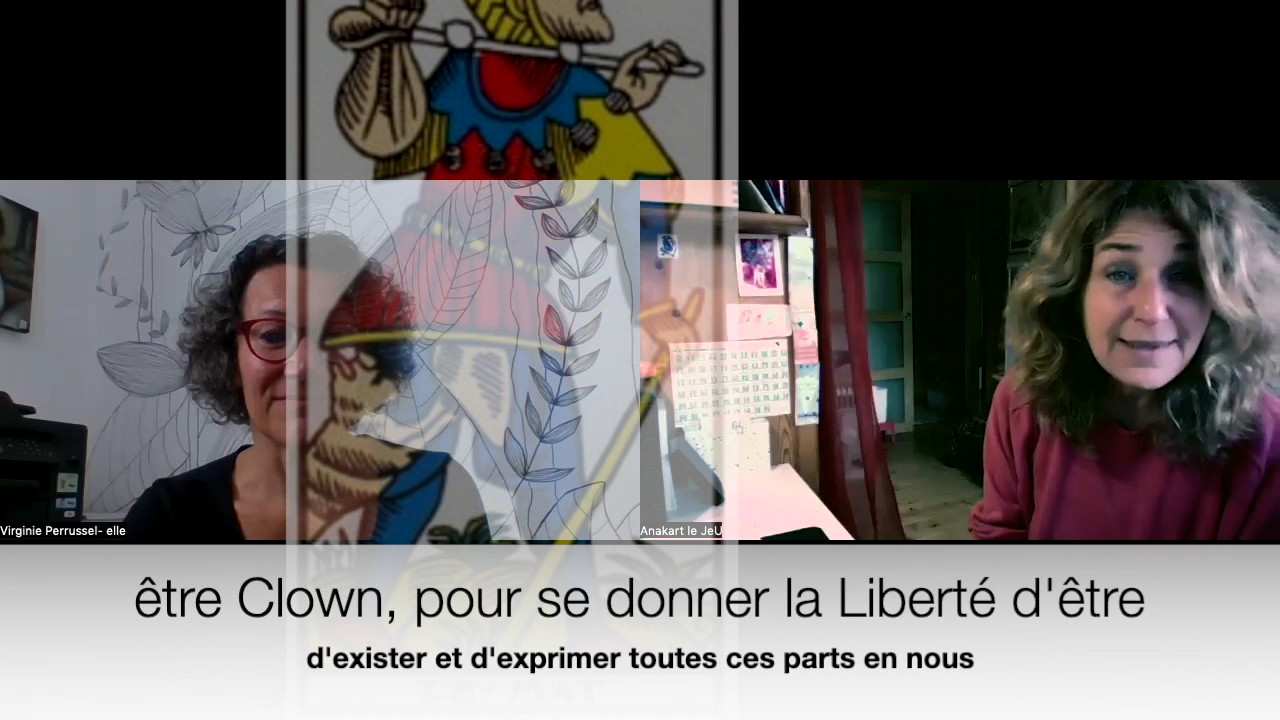 Virginie Perrussel- elle
Anakart le JeU
être Clown, pour se donner la Liberté d'être
d'exister et d'exprimer toutes ces parts en nous